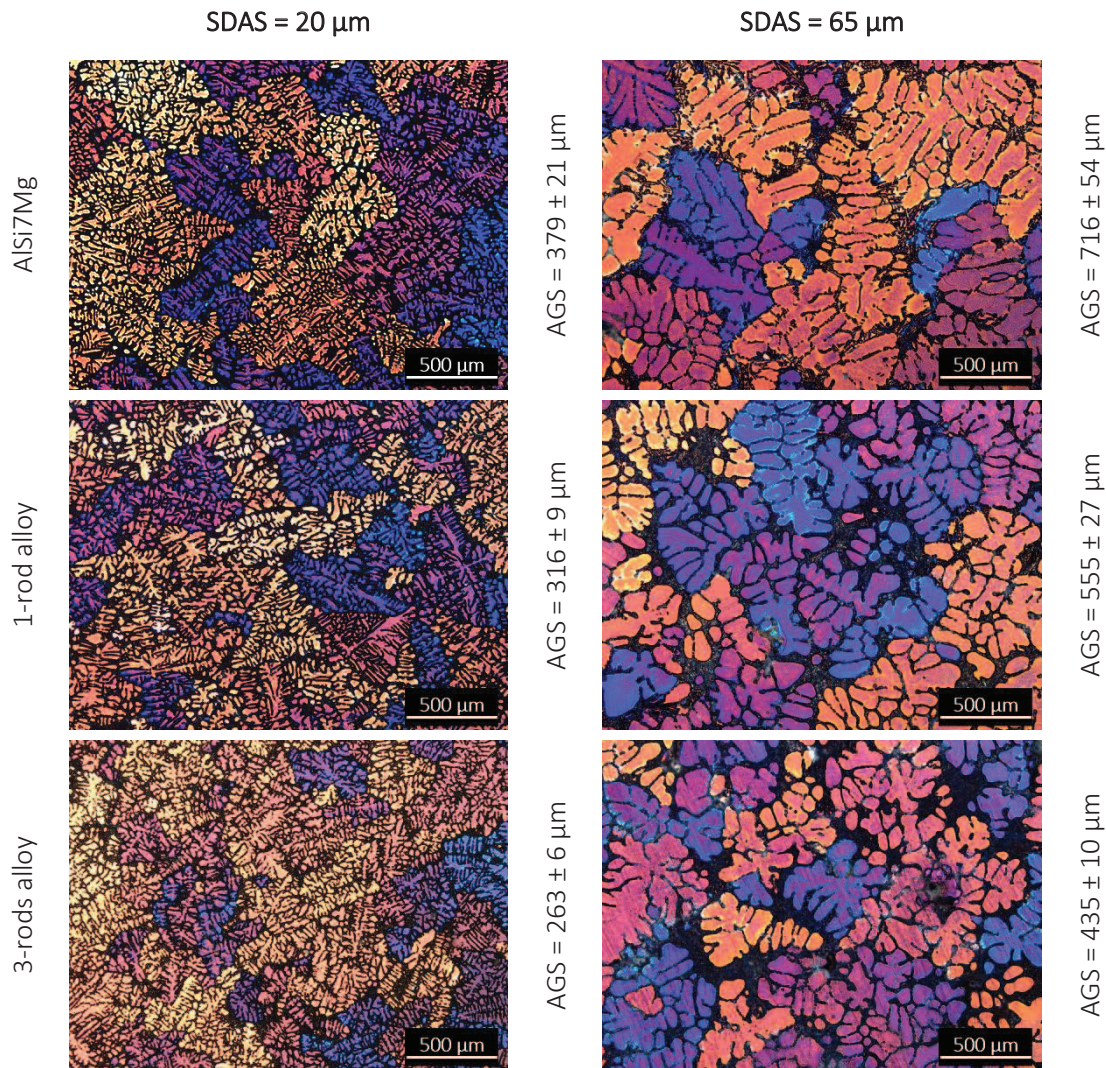 SDAS = 20 µm
SDAS = 65 µm
AlSi7Mg
500 µm
AGS = 379 ± 21 µm
500 µm
AGS = 716 ± 54 µm
1-rod alloy
500 µm
AGS = 316 ± 9 µm
500 µm
AGS = 555 ± 27 µm
3-rods alloy
500 µm
AGS = 263 ± 6 µm
500 µm
AGS = 435 ± 10 µm